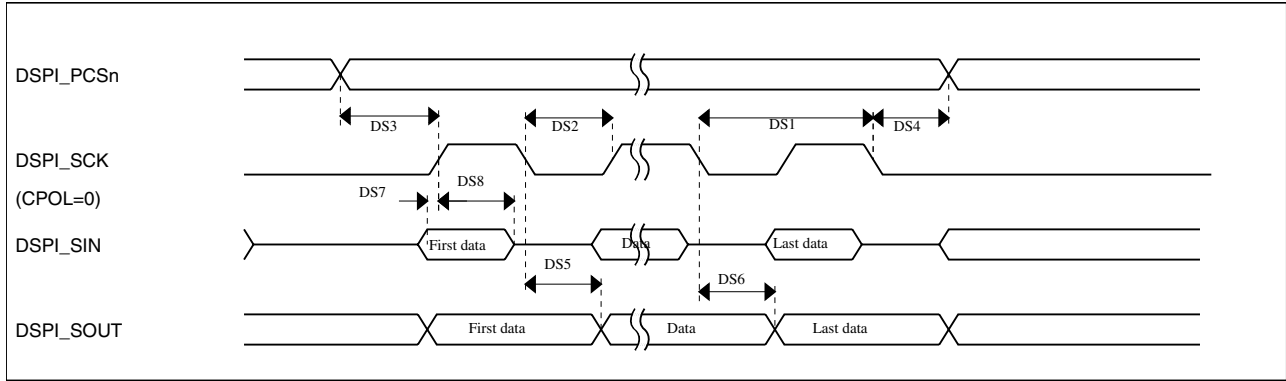 DSPI_PCSn
DS3
DS2
DS1
DS4
DSPI_SCK
(CPOL=0)
DS7
DS8
DSPI_SIN
First data
Data
Last data
DS5
DS6
DSPI_SOUT
First data
Data
Last data